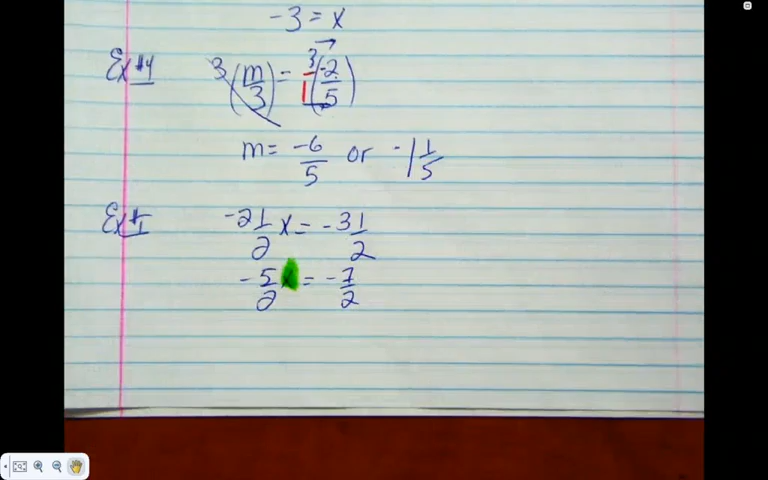 -3 = x
Ex #4 3(m/3) = 3/1(-2/5)
m = -6/5 or -1 1/5
Ex #1 -2 1/2 x = -3 1/2
-5/2 x = -7/2